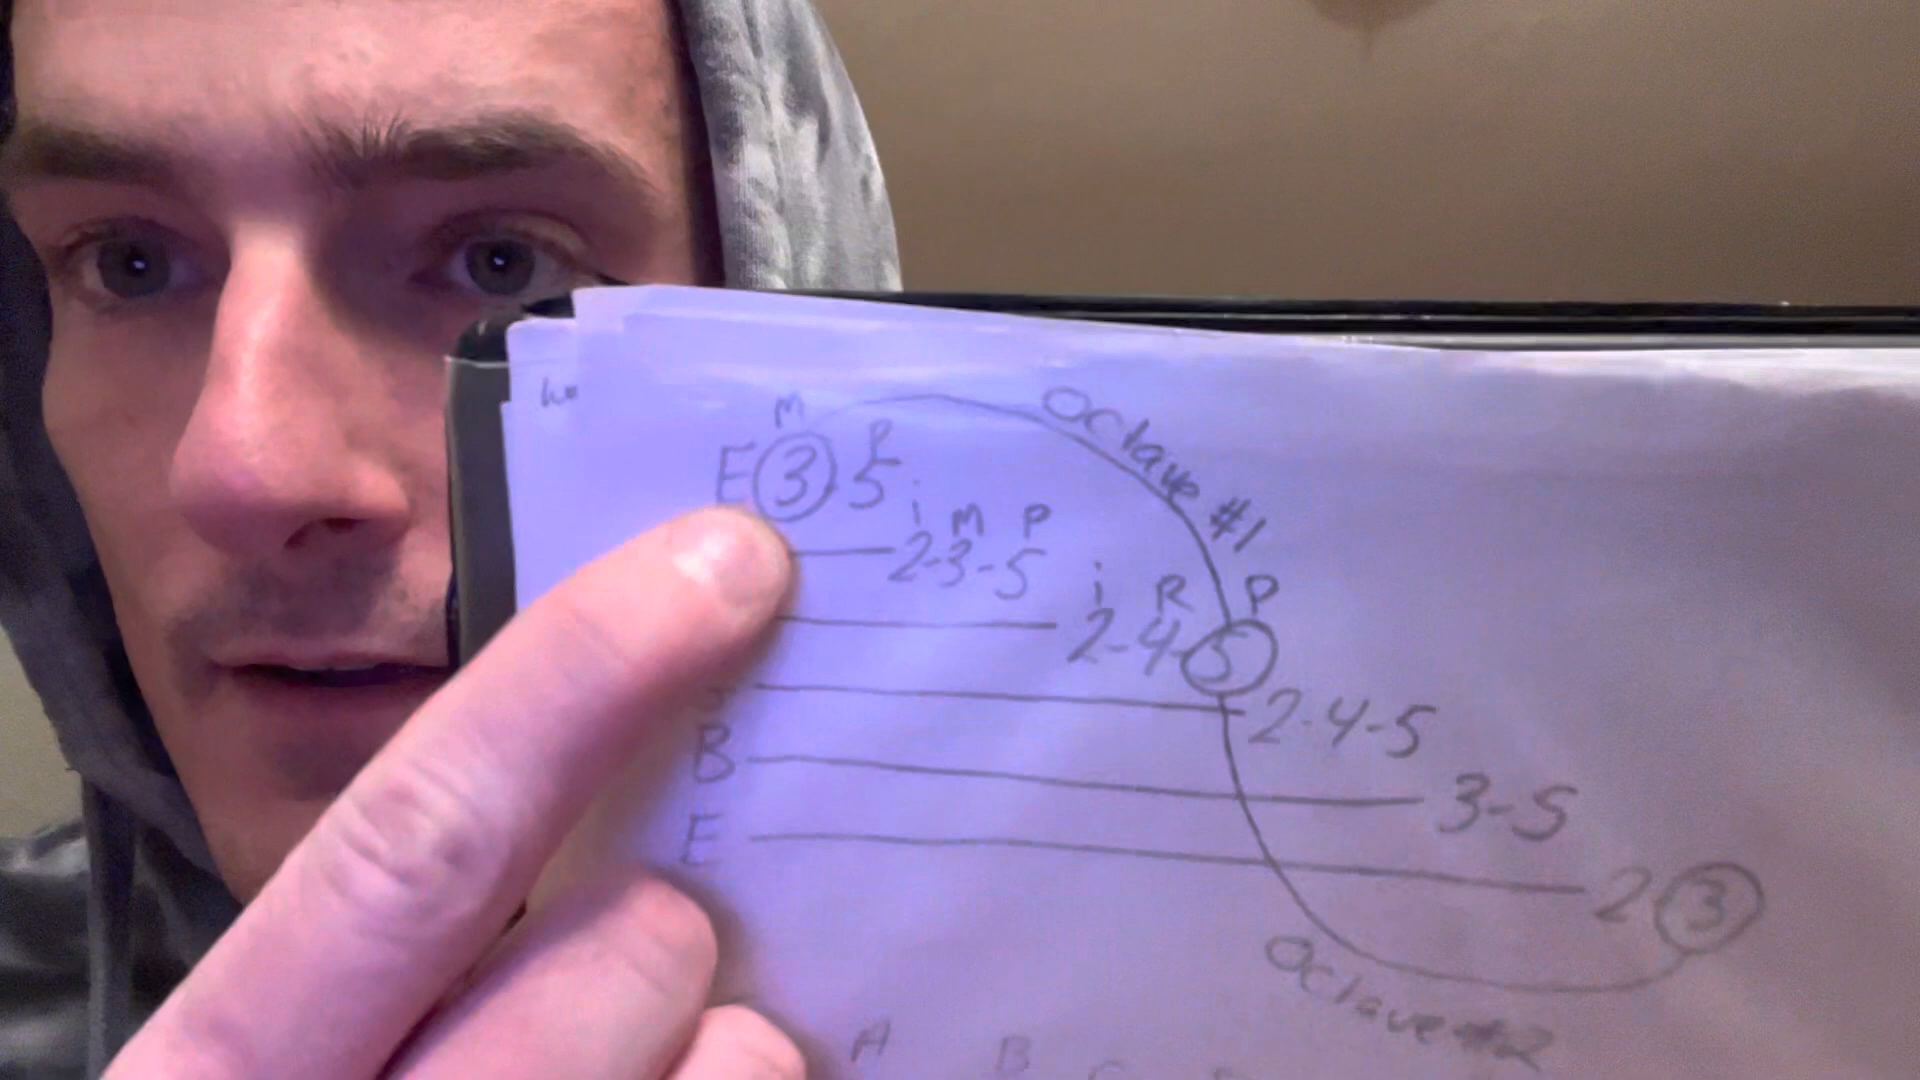 M P
E 3 5
Octave #1
i M P
2-3-5
i R P
2-4-5
2-4-5
B 3-5
E 2 3
Octave #2
A B C